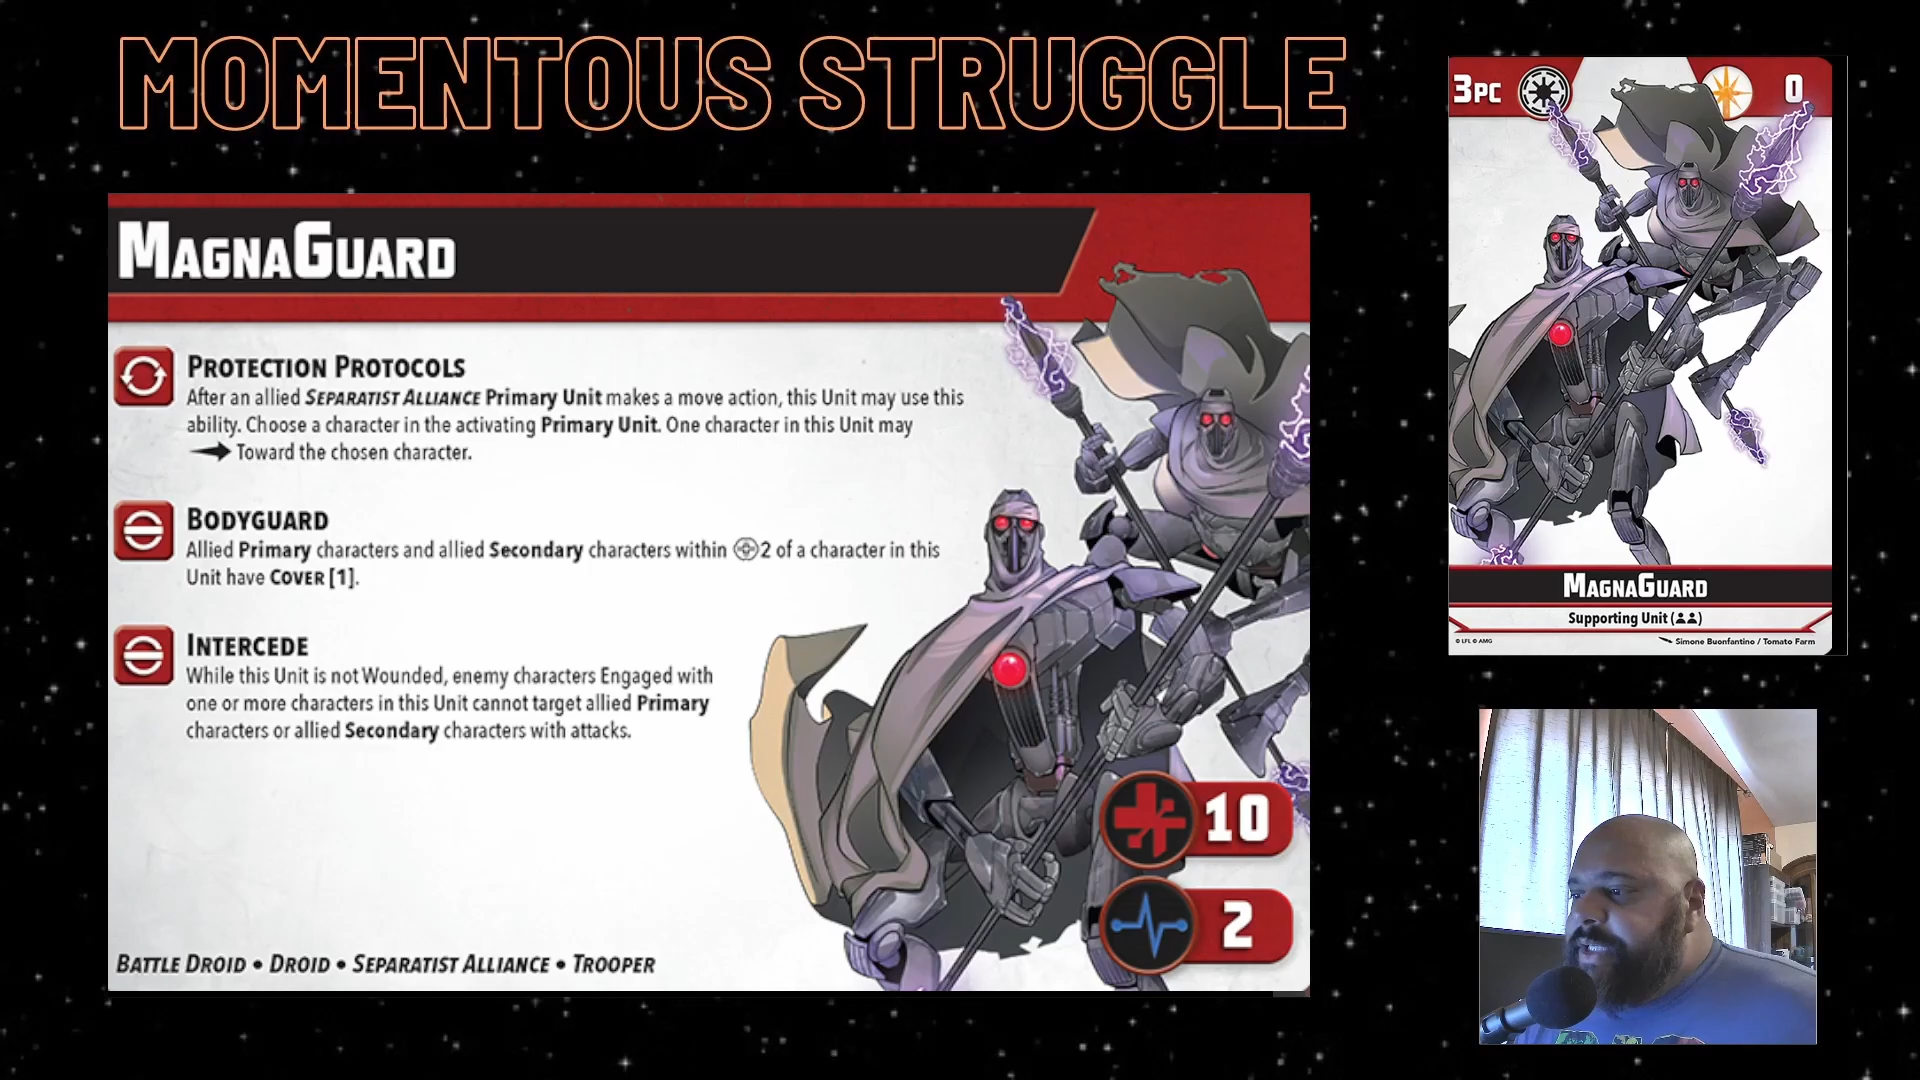 MOMENTOUS STRUGGLE
MAGNAGUARD
PROTECTION PROTOCOLS
After an allied SEPARATIST ALLIANCE Primary Unit makes a move action, this Unit may use this
ability. Choose a character in the activating Primary Unit. One character in this Unit may
Toward the chosen character.
BODYGUARD
Allied Primary characters and allied Secondary characters within 2 of a character in this
Unit have COVER [1].
INTERCEDE
While this Unit is not Wounded, enemy characters Engaged with
one or more characters in this Unit cannot target allied Primary
characters or allied Secondary characters with attacks.
10
2
BATTLE DROID • DROID • SEPARATIST ALLIANCE • TROOPER
3PC
0
MAGNAGUARD
Supporting Unit ( )
© LFL © AMG
Simone Buonfantino / Tomato Farm